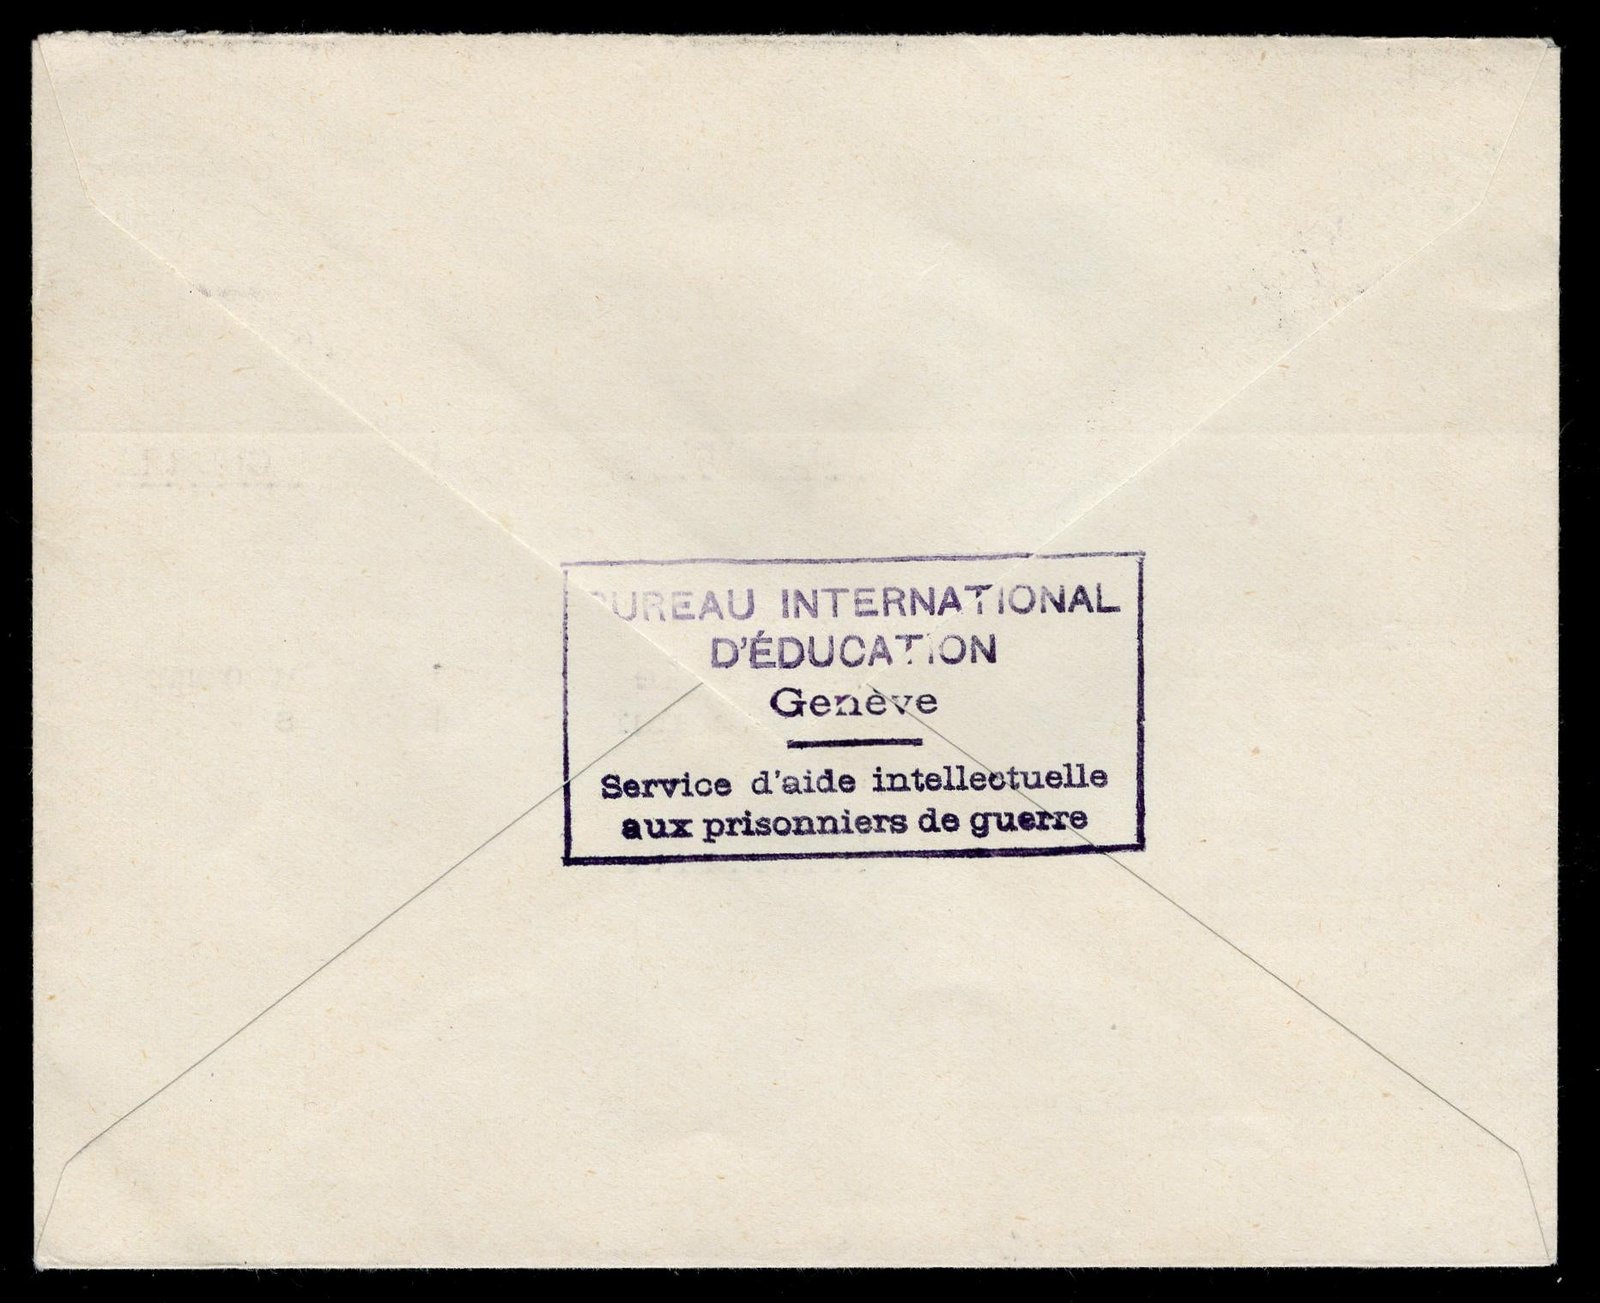 BUREAU INTERNATIONAL
D'ÉDUCATION
Genève
Service d'aide intellectuelle
aux prisonniers de guerre